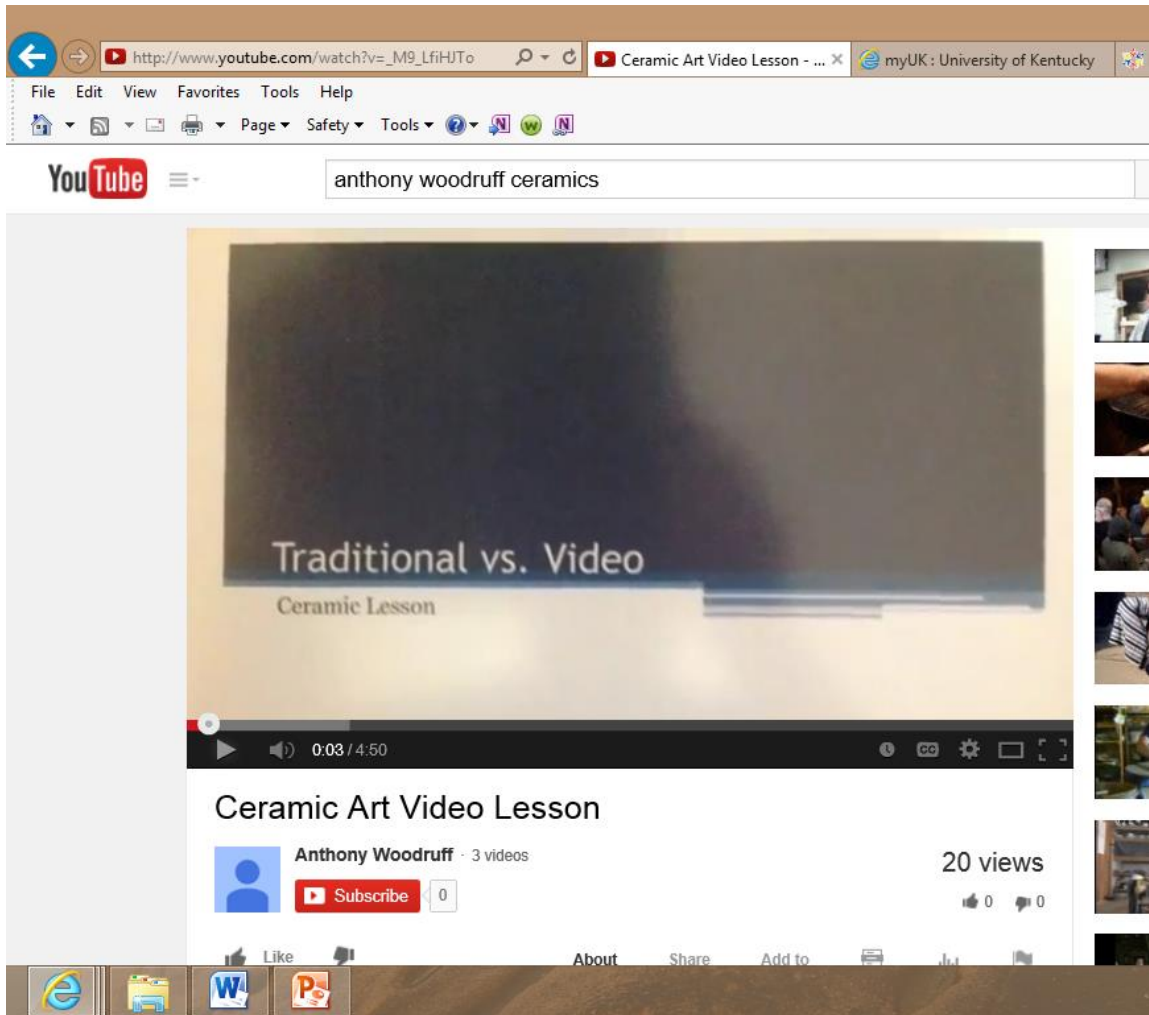 http://www.youtube.com/watch?v=_M9_LfiHJTo
Ceramic Art Video Lesson - ...
myUK : University of Kentucky
File Edit View Favorites Tools Help
Page Safety Tools
YouTube
anthony woodruff ceramics
Traditional vs. Video
Ceramic Lesson
0:03 / 4:50
CC
Ceramic Art Video Lesson
Anthony Woodruff · 3 videos
20 views
Subscribe 0
0 0
Like
About Share Add to